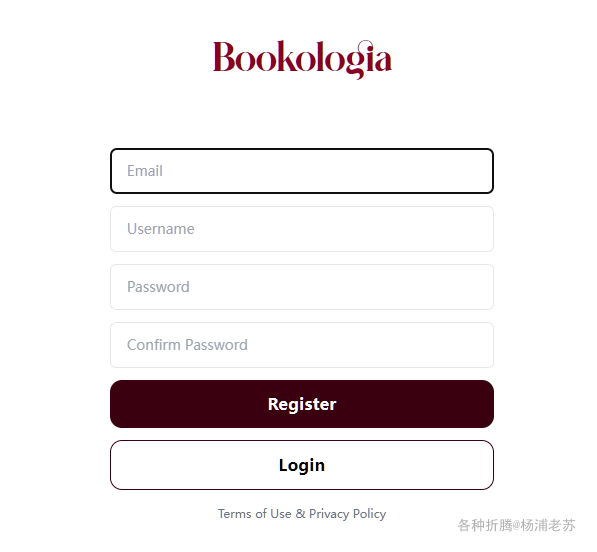 Bookologia
Email
Username
Password
Confirm Password
Register
Login
Terms of Use & Privacy Policy
各种折腾@杨浦老苏